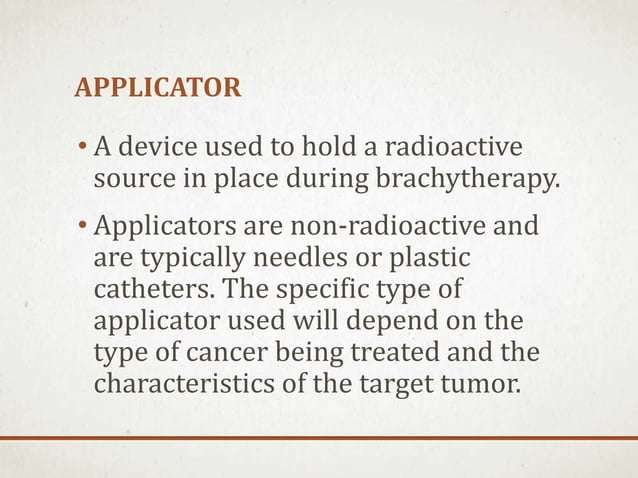 APPLICATOR
• A device used to hold a radioactive
source in place during brachytherapy.
• Applicators are non-radioactive and
are typically needles or plastic
catheters. The specific type of
applicator used will depend on the
type of cancer being treated and the
characteristics of the target tumor.